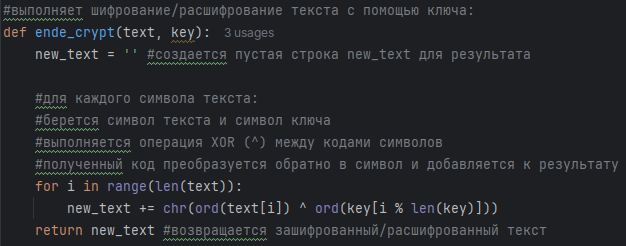 #выполняет шифрование/расшифрование текста с помощью ключа:
def ende_crypt(text, key): 3 usages
    new_text = '' #создается пустая строка new_text для результата
    #для каждого символа текста:
    #берется символ текста и символ ключа
    #выполняется операция XOR (^) между кодами символов
    #полученный код преобразуется обратно в символ и добавляется к результату
    for i in range(len(text)):
        new_text += chr(ord(text[i]) ^ ord(key[i % len(key)]))
    return new_text #возвращается зашифрованный/расшифрованный текст